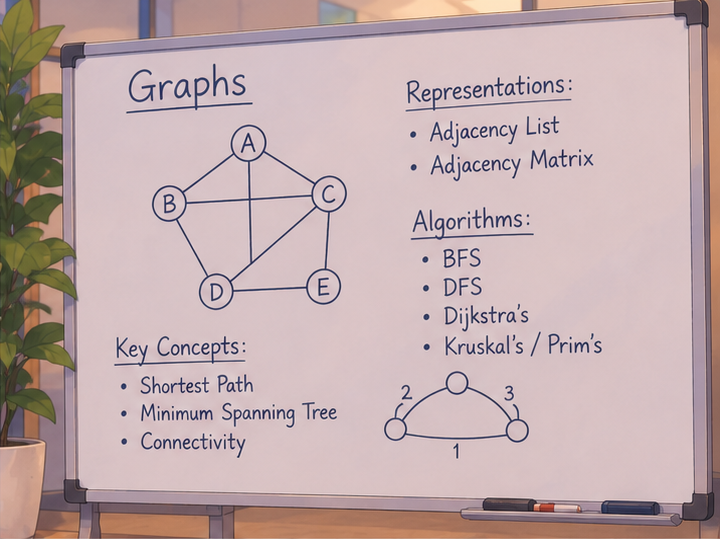 Graphs
A
B
C
D
E
Key Concepts:
• Shortest Path
• Minimum Spanning Tree
• Connectivity
Representations:
• Adjacency List
• Adjacency Matrix
Algorithms:
• BFS
• DFS
• Dijkstra's
• Kruskal's / Prim's
2
3
1